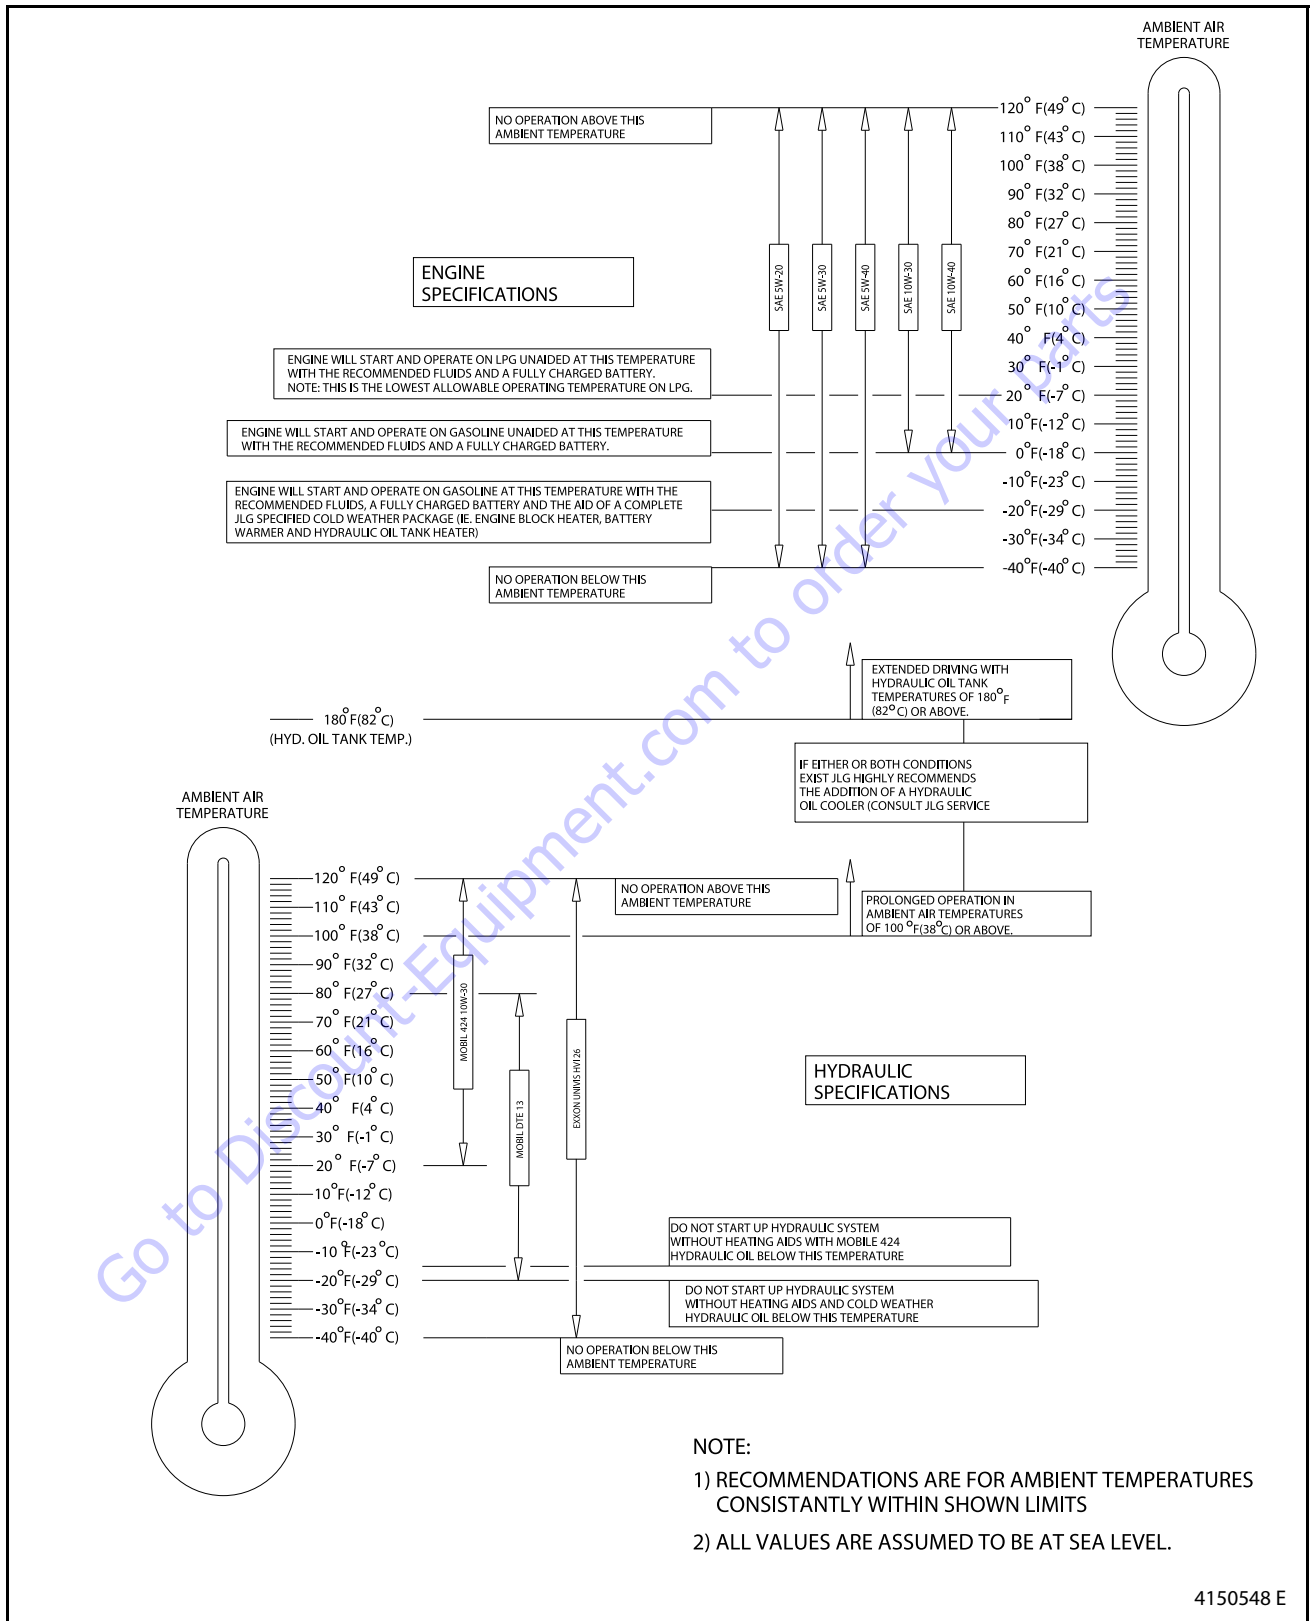 AMBIENT AIR
TEMPERATURE
NO OPERATION ABOVE THIS
AMBIENT TEMPERATURE
120° F(49° C)
110° F(43° C)
100° F(38° C)
90° F(32° C)
80° F(27° C)
70° F(21° C)
60° F(16° C)
50° F(10° C)
40° F(4° C)
30° F(-1° C)
20° F(-7° C)
10°F(-12° C)
0°F(-18° C)
-10°F(-23° C)
-20°F(-29° C)
-30°F(-34° C)
-40°F(-40° C)
SAE 5W-20
SAE 5W-30
SAE 5W-40
SAE 10W-30
SAE 10W-40
ENGINE
SPECIFICATIONS
ENGINE WILL START AND OPERATE ON LPG UNAIDED AT THIS TEMPERATURE
WITH THE RECOMMENDED FLUIDS AND A FULLY CHARGED BATTERY.
NOTE: THIS IS THE LOWEST ALLOWABLE OPERATING TEMPERATURE ON LPG.
ENGINE WILL START AND OPERATE ON GASOLINE UNAIDED AT THIS TEMPERATURE
WITH THE RECOMMENDED FLUIDS AND A FULLY CHARGED BATTERY.
ENGINE WILL START AND OPERATE ON GASOLINE AT THIS TEMPERATURE WITH THE
RECOMMENDED FLUIDS, A FULLY CHARGED BATTERY AND THE AID OF A COMPLETE
JLG SPECIFIED COLD WEATHER PACKAGE (IE. ENGINE BLOCK HEATER, BATTERY
WARMER AND HYDRAULIC OIL TANK HEATER)
NO OPERATION BELOW THIS
AMBIENT TEMPERATURE
EXTENDED DRIVING WITH
HYDRAULIC OIL TANK
TEMPERATURES OF 180°F
(82°C) OR ABOVE.
180°F(82°C)
(HYD. OIL TANK TEMP.)
IF EITHER OR BOTH CONDITIONS
EXIST JLG HIGHLY RECOMMENDS
THE ADDITION OF A HYDRAULIC
OIL COOLER (CONSULT JLG SERVICE
AMBIENT AIR
TEMPERATURE
120° F(49° C)
110° F(43° C)
100° F(38° C)
90° F(32° C)
80° F(27° C)
70° F(21° C)
60° F(16° C)
50° F(10° C)
40° F(4° C)
30° F(-1° C)
20° F(-7° C)
10°F(-12° C)
0°F(-18° C)
-10 °F(-23° C)
-20°F(-29° C)
-30°F(-34° C)
-40°F(-40° C)
NO OPERATION ABOVE THIS
AMBIENT TEMPERATURE
PROLONGED OPERATION IN
AMBIENT AIR TEMPERATURES
OF 100 °F(38°C) OR ABOVE.
MOBIL 424 10W-30
MOBIL DTE 13
EXXON UNIVIS HVI26
HYDRAULIC
SPECIFICATIONS
DO NOT START UP HYDRAULIC SYSTEM
WITHOUT HEATING AIDS WITH MOBILE 424
HYDRAULIC OIL BELOW THIS TEMPERATURE
DO NOT START UP HYDRAULIC SYSTEM
WITHOUT HEATING AIDS AND COLD WEATHER
HYDRAULIC OIL BELOW THIS TEMPERATURE
NO OPERATION BELOW THIS
AMBIENT TEMPERATURE
NOTE:
1) RECOMMENDATIONS ARE FOR AMBIENT TEMPERATURES
CONSISTANTLY WITHIN SHOWN LIMITS
2) ALL VALUES ARE ASSUMED TO BE AT SEA LEVEL.
4150548 E
Go to Discount-Equipment.com to order your parts